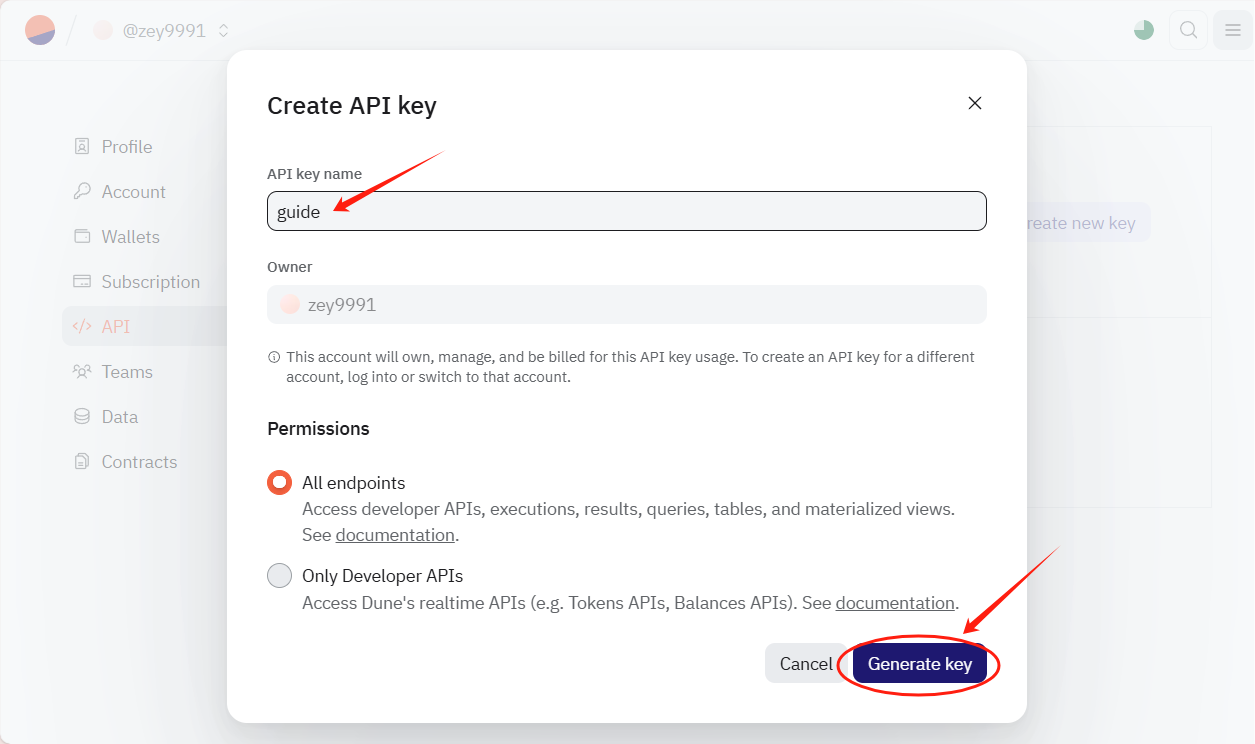 @zey9991
Create API key
Profile
Account
Wallets
Subscription
API
Teams
Data
Contracts
API key name
guide
reate new key
Owner
zey9991
This account will own, manage, and be billed for this API key usage. To create an API key for a different
account, log into or switch to that account.
Permissions
All endpoints
Access developer APIs, executions, results, queries, tables, and materialized views.
See documentation.
Only Developer APIs
Access Dune's realtime APIs (e.g. Tokens APIs, Balances APIs). See documentation.
Cancel
Generate key